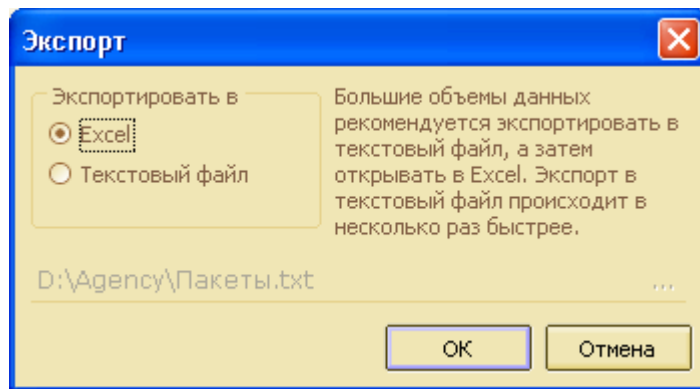 Экспорт
Экспортировать в
Excel
Текстовый файл
Большие объемы данных
рекомендуется экспортировать в
текстовый файл, а затем
открывать в Excel. Экспорт в
текстовый файл происходит в
несколько раз быстрее.
D:\Agency\Пакеты.txt ...
ОК Отмена